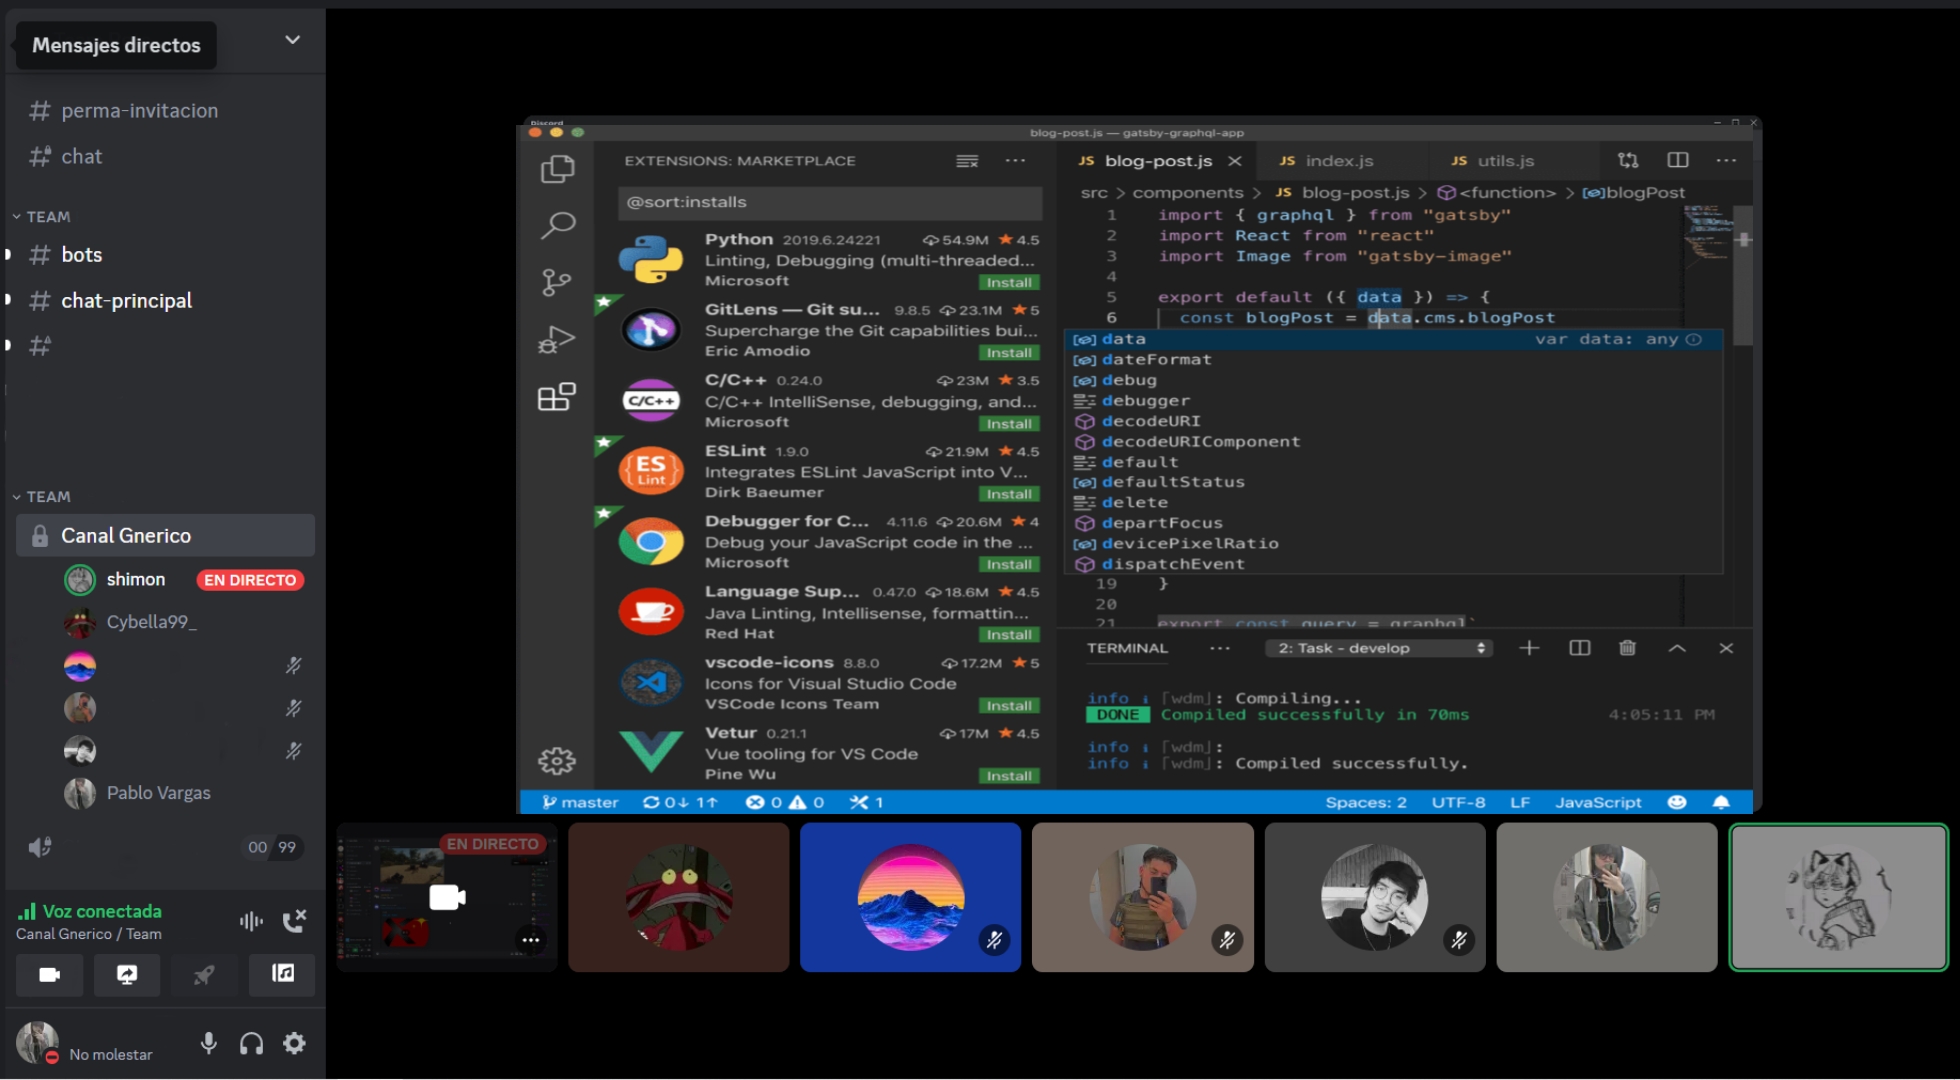 Mensajes directos
perma-invitacion
chat
TEAM
bots
chat-principal
TEAM
Canal Gnerico
shimon EN DIRECTO
Cybella99_
Pablo Vargas
00 99
Voz conectada
Canal Gnerico / Team
No molestar
Discord
blog-post.js — gatsby-graphql-app
EXTENSIONS: MARKETPLACE
@sort:installs
Python 2019.6.24221 54.9M ★ 4.5
Linting, Debugging (multi-threaded...
Microsoft Install
GitLens — Git su... 9.8.5 23.1M ★ 5
Supercharge the Git capabilities bui...
Eric Amodio Install
C/C++
C/C++ 0.24.0 23M ★ 3.5
C/C++ IntelliSense, debugging, and...
Microsoft Install
ES
Lint
ESLint 1.9.0 21.9M ★ 4.5
Integrates ESLint JavaScript into V...
Dirk Baeumer Install
Debugger for C... 4.11.6 20.6M ★ 4
Debug your JavaScript code in the ...
Microsoft Install
Language Sup... 0.47.0 18.6M ★ 4.5
Java Linting, Intellisense, formattin...
Red Hat Install
vscode-icons 8.8.0 17.2M ★ 5
Icons for Visual Studio Code
VSCode Icons Team Install
Vetur 0.21.1 17M ★ 4.5
Vue tooling for VS Code
Pine Wu Install
JS blog-post.js JS index.js JS utils.js
src > components > JS blog-post.js > <function> > blogPost
1 import { graphql } from "gatsby"
2 import React from "react"
3 import Image from "gatsby-image"
4
5 export default ({ data }) => {
6 const blogPost = data.cms.blogPost
data var data: any
dateFormat
debug
debugger
decodeURI
decodeURIComponent
default
defaultStatus
delete
departFocus
devicePixelRatio
dispatchEvent
19 }
20
21 export const query = graphql`
TERMINAL ... 2: Task - develop
info i ｢wdm｣: Compiling...
DONE Compiled successfully in 70ms 4:05:11 PM
info i ｢wdm｣:
info i ｢wdm｣: Compiled successfully.
master 0↓ 1↑ 0 0 1 Spaces: 2 UTF-8 LF JavaScript
EN DIRECTO